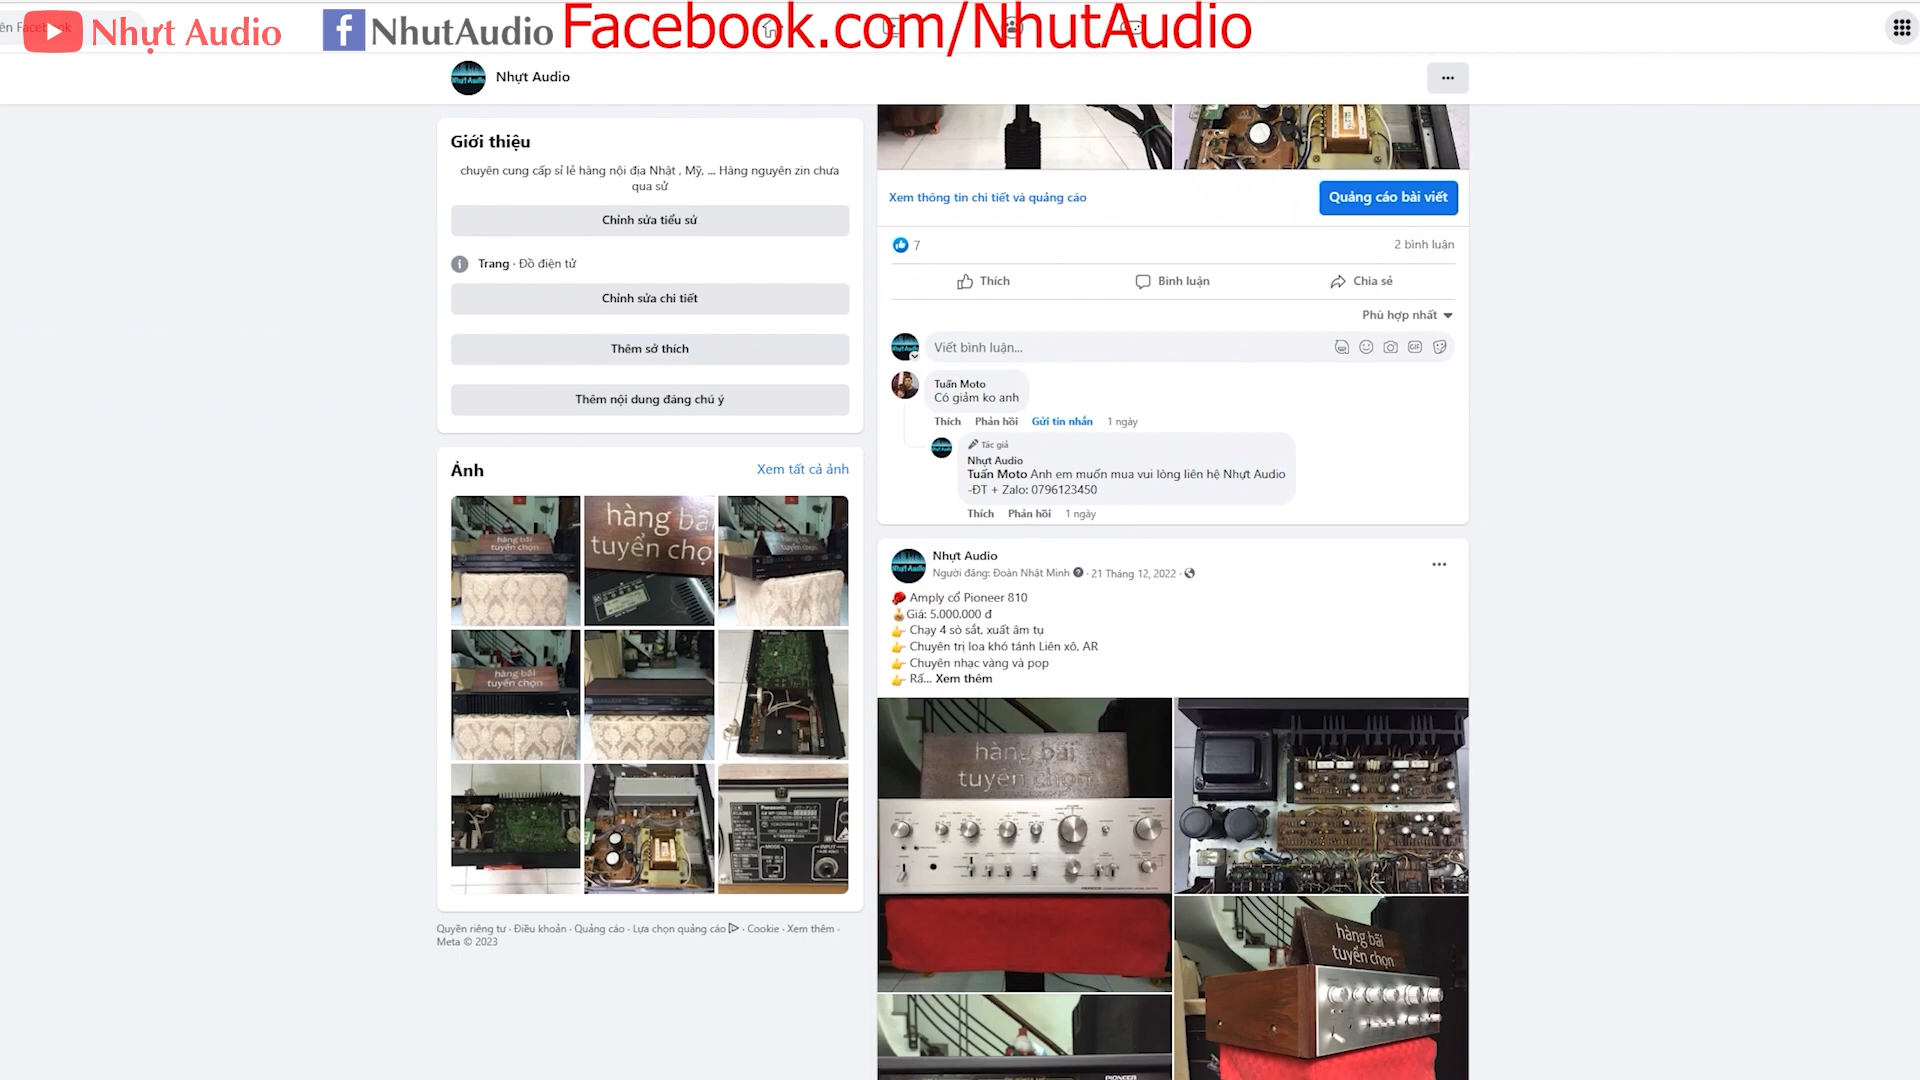 Nhựt Audio
NhutAudio
Facebook.com/NhutAudio
Nhựt Audio
Giới thiệu
chuyên cung cấp sỉ lẻ hàng nội địa Nhật , Mỹ, ... Hàng nguyên zin chưa
qua sử
Chỉnh sửa tiểu sử
Trang · Đồ điện tử
Chỉnh sửa chi tiết
Thêm sở thích
Thêm nội dung đáng chú ý
Ảnh
Xem tất cả ảnh
hàng bãi
tuyển chọn
hàng bãi
tuyển chọ
hàng bãi
tuyển chọn
Panasonic
MODE
INPUT
Quyền riêng tư · Điều khoản · Quảng cáo · Lựa chọn quảng cáo · Cookie · Xem thêm ·
Meta © 2023
Xem thông tin chi tiết và quảng cáo
Quảng cáo bài viết
7
2 bình luận
Thích
Bình luận
Chia sẻ
Phù hợp nhất
Viết bình luận...
GIF
Tuấn Moto
Có giảm ko anh
Thích Phản hồi Gửi tin nhắn 1 ngày
Tác giả
Nhựt Audio
Tuấn Moto Anh em muốn mua vui lòng liên hệ Nhựt Audio
-ĐT + Zalo: 0796123450
Thích Phản hồi 1 ngày
Nhựt Audio
Người đăng: Đoàn Nhật Minh · 21 Tháng 12, 2022 ·
Amply cổ Pioneer 810
Giá: 5.000.000 đ
Chạy 4 sò sắt, xuất âm tụ
Chuyên trị loa khó tánh Liên xô, AR
Chuyên nhạc vàng và pop
Rấ... Xem thêm
hàng bãi
tuyển chọn
hàng bãi
tuyển chọn
PIONEER